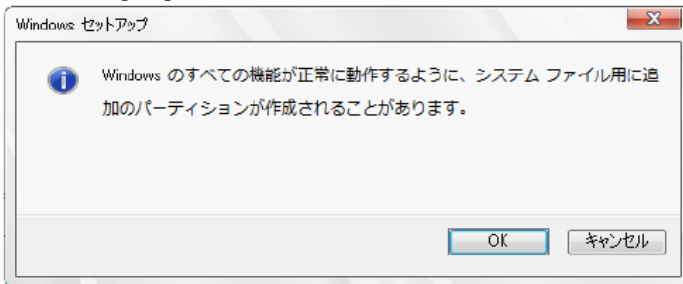 Windows セットアップ
Windows のすべての機能が正常に動作するように、システム ファイル用に追
加のパーティションが作成されることがあります。
OK
キャンセル